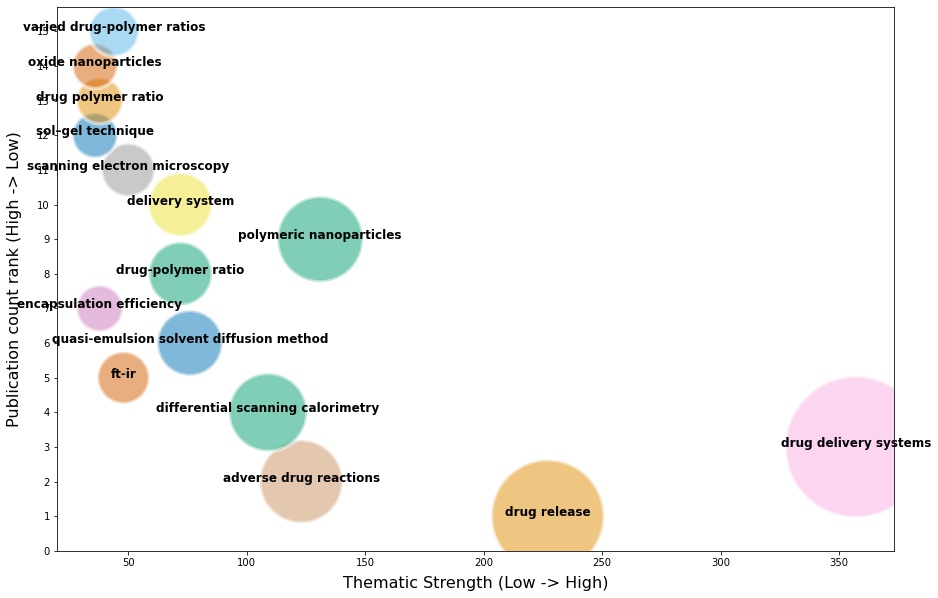 varied drug-polymer ratios
15
oxide nanoparticles
14
drug polymer ratio
13
sol-gel technique
12
scanning electron microscopy
11
delivery system
10
polymeric nanoparticles
9
drug-polymer ratio
8
encapsulation efficiency
7
quasi-emulsion solvent diffusion method
6
ft-ir
5
differential scanning calorimetry
4
drug delivery systems
3
adverse drug reactions
2
drug release
1
0
50 100 150 200 250 300 350
Thematic Strength (Low -> High)
Publication count rank (High -> Low)